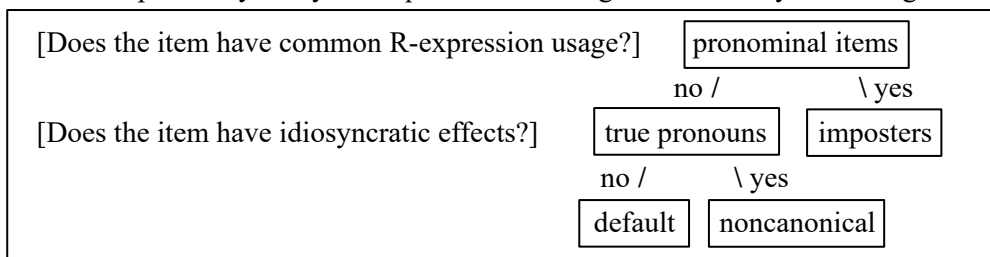 [Does the item have common R-expression usage?] pronominal items
no / \ yes
[Does the item have idiosyncratic effects?] true pronouns imposters
no / \ yes
default noncanonical